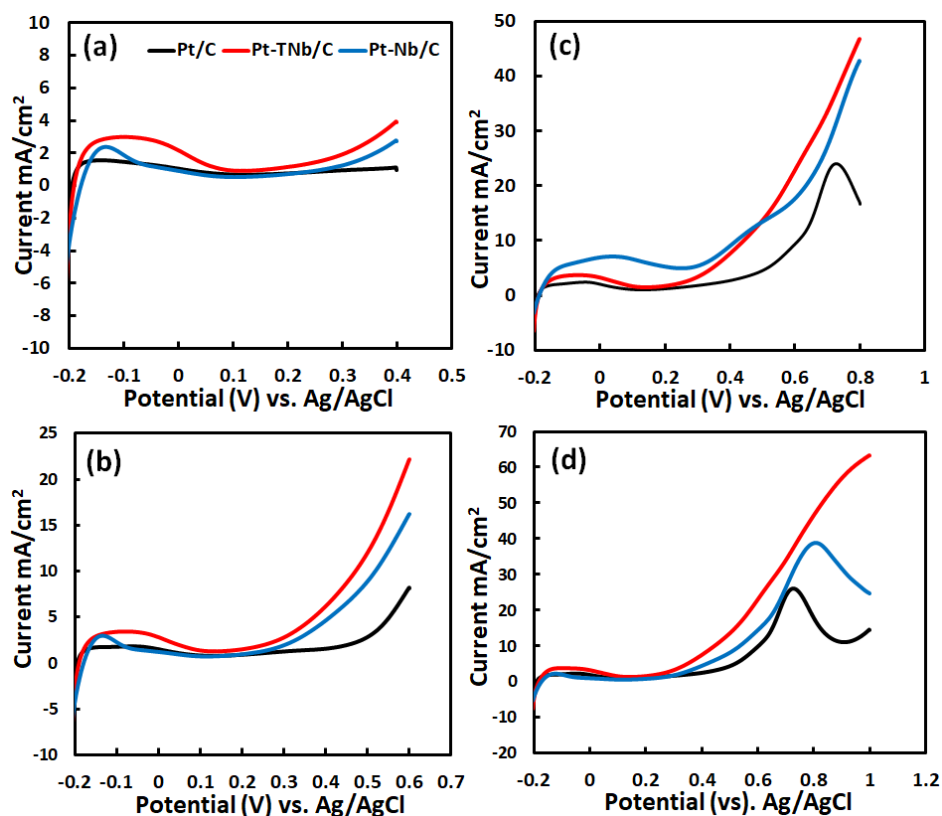 (a)
Pt/C Pt-TNb/C Pt-Nb/C
10
8
6
4
2
0
-2
-4
-6
-8
-10
Current mA/cm²
-0.2 -0.1 0 0.1 0.2 0.3 0.4 0.5
Potential (V) vs. Ag/AgCl
(c)
50
40
30
20
10
0
-10
Current mA/cm²
-0.2 0 0.2 0.4 0.6 0.8 1
Potential (V) vs. Ag/AgCl
(b)
25
20
15
10
5
0
-5
-10
Current mA/cm²
-0.2 -0.1 0 0.1 0.2 0.3 0.4 0.5 0.6 0.7
Potential (V) vs. Ag/AgCl
(d)
70
60
50
40
30
20
10
0
-10
-20
Current mA/cm²
-0.2 0 0.2 0.4 0.6 0.8 1 1.2
Potential (vs). Ag/AgCl